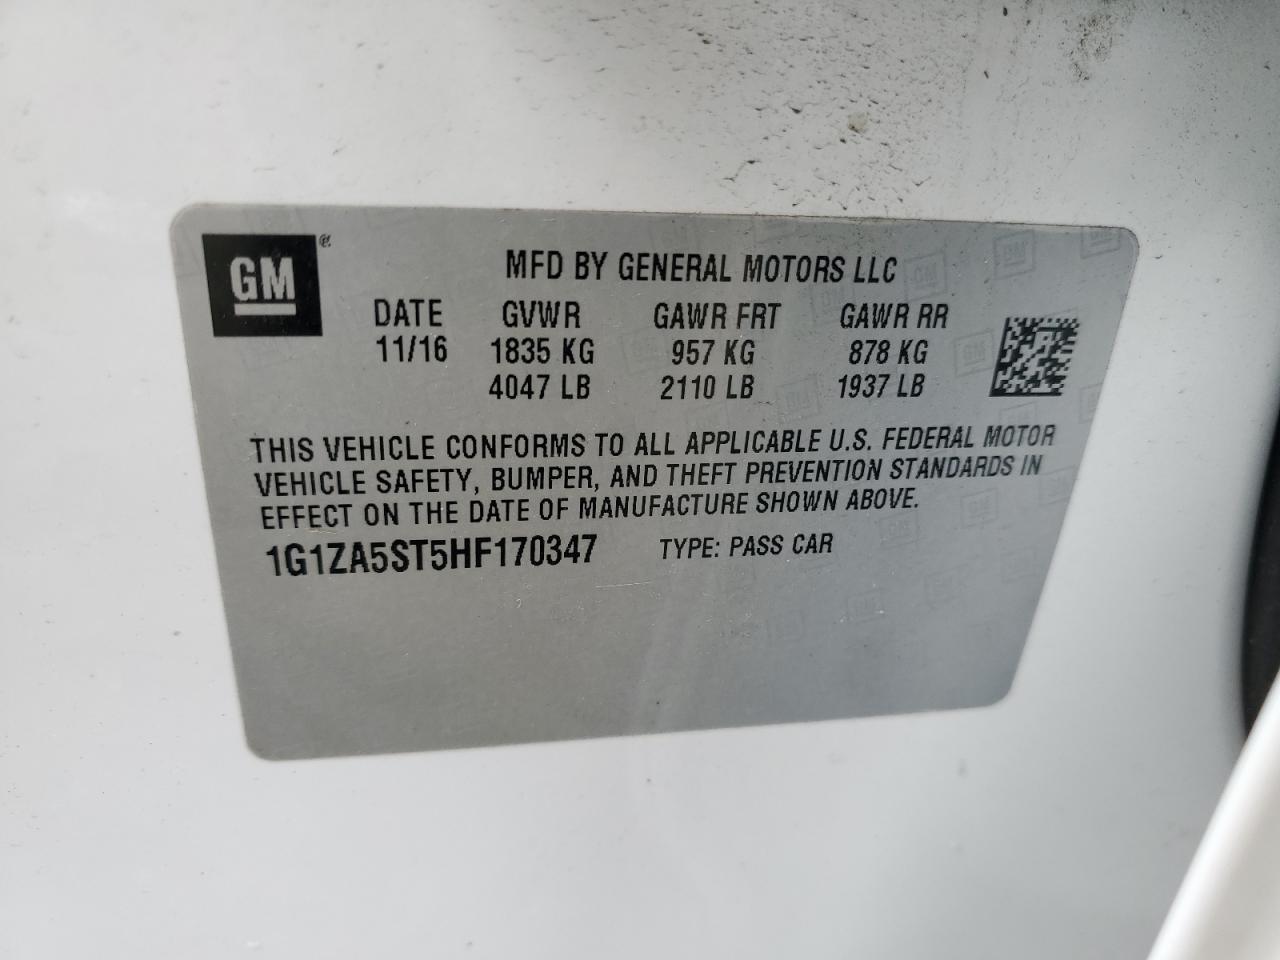 GM
MFD BY GENERAL MOTORS LLC
DATE GVWR GAWR FRT GAWR RR
11/16 1835 KG 957 KG 878 KG
4047 LB 2110 LB 1937 LB
THIS VEHICLE CONFORMS TO ALL APPLICABLE U.S. FEDERAL MOTOR
VEHICLE SAFETY, BUMPER, AND THEFT PREVENTION STANDARDS IN
EFFECT ON THE DATE OF MANUFACTURE SHOWN ABOVE.
1G1ZA5ST5HF170347 TYPE: PASS CAR